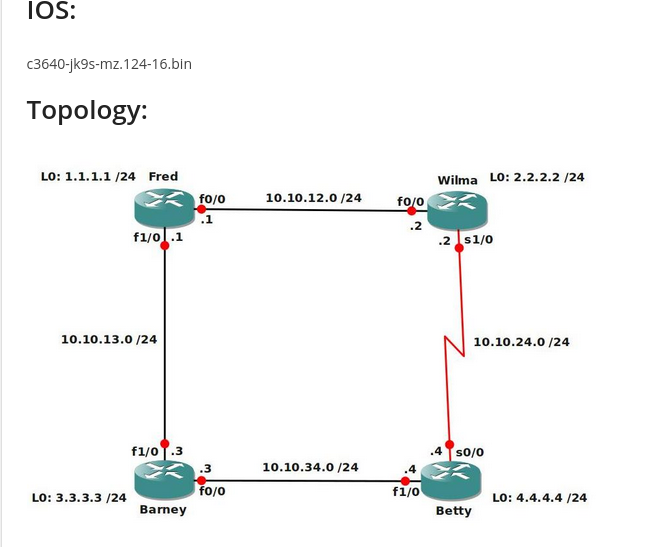 IOS:
c3640-jk9s-mz.124-16.bin
Topology:
L0: 1.1.1.1 /24 Fred
Wilma L0: 2.2.2.2 /24
f0/0 10.10.12.0 /24 f0/0
.1 .2
f1/0 .1
.2 s1/0
10.10.13.0 /24
10.10.24.0 /24
f1/0 .3
.4 s0/0
.3 10.10.34.0 /24 .4
f0/0 f1/0
L0: 3.3.3.3 /24
L0: 4.4.4.4 /24
Barney
Betty